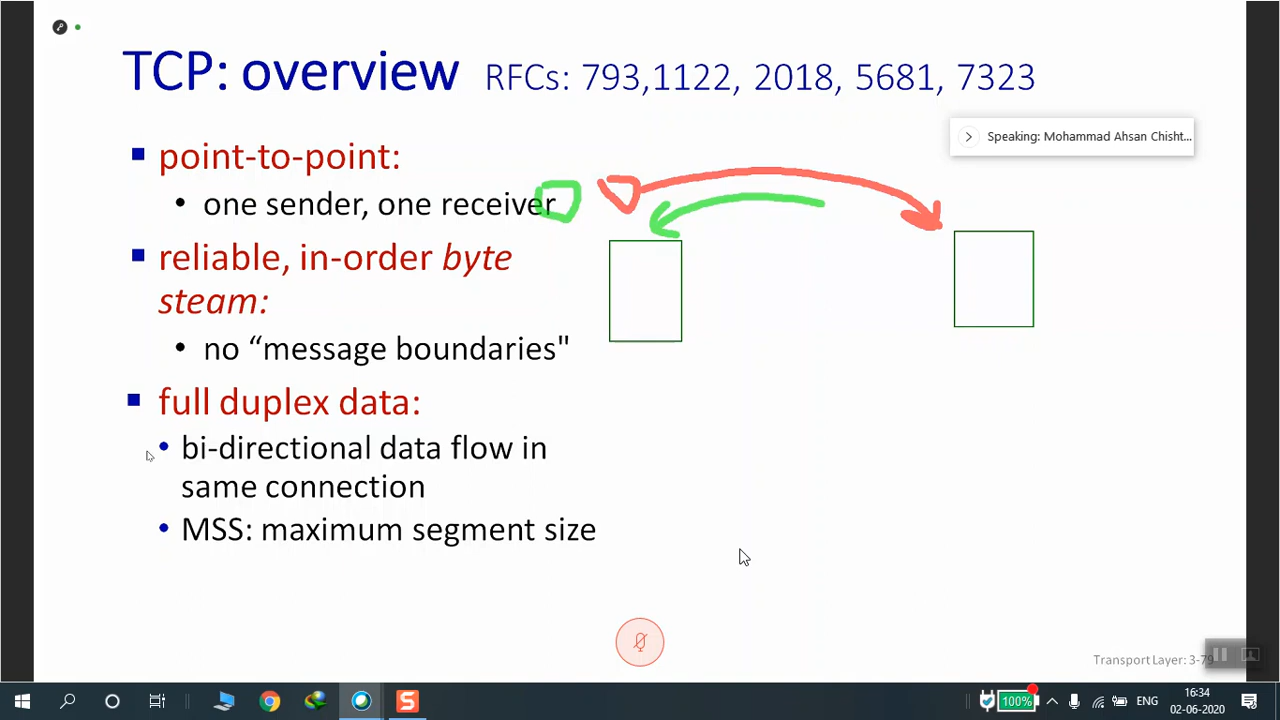 TCP: overview RFCs: 793,1122, 2018, 5681, 7323
Speaking: Mohammad Ahsan Chisht...
point-to-point:
• one sender, one receiver
reliable, in-order byte
steam:
• no “message boundaries"
full duplex data:
• bi-directional data flow in
same connection
• MSS: maximum segment size
Transport Layer: 3-79
100%
ENG
16:34
02-06-2020